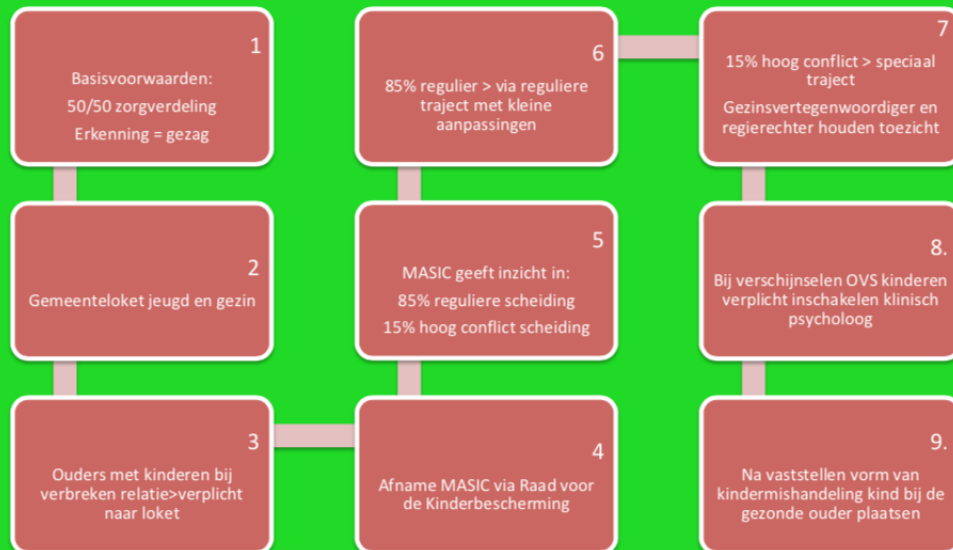 1
Basisvoorwaarden:
50/50 zorgverdeling
Erkenning = gezag
2
Gemeenteloket jeugd en gezin
3
Ouders met kinderen bij
verbreken relatie>verplicht
naar loket
4
Afname MASIC via Raad voor
de Kinderbescherming
5
MASIC geeft inzicht in:
85% reguliere scheiding
15% hoog conflict scheiding
6
85% regulier > via reguliere
traject met kleine
aanpassingen
7
15% hoog conflict > speciaal
traject
Gezinsvertegenwoordiger en
regierechter houden toezicht
8.
Bij verschijnselen OVS kinderen
verplicht inschakelen klinisch
psycholoog
9.
Na vaststellen vorm van
kindermishandeling kind bij de
gezonde ouder plaatsen